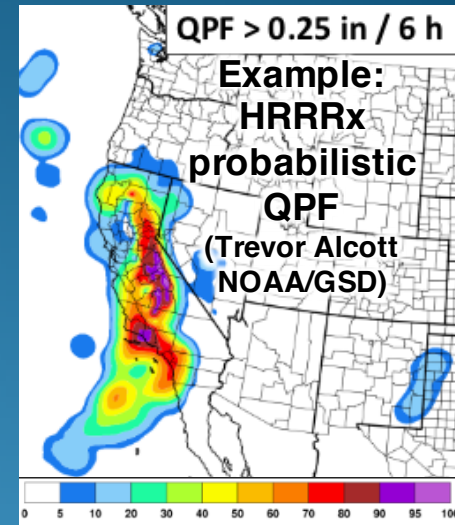 QPF > 0.25 in / 6 h
Example:
HRRRx
probabilistic
QPF
(Trevor Alcott
NOAA/GSD)
0 5 10 20 30 40 50 60 70 80 90 95 100